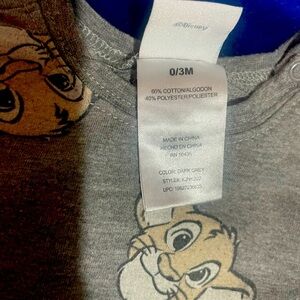 ©Disney
0/3M
60% COTTON/ALGODON
40% POLYESTER/POLIESTER
MADE IN CHINA
HECHO EN CHINA
RN
COLOR: DARK GREY
STYLE:
UPC: